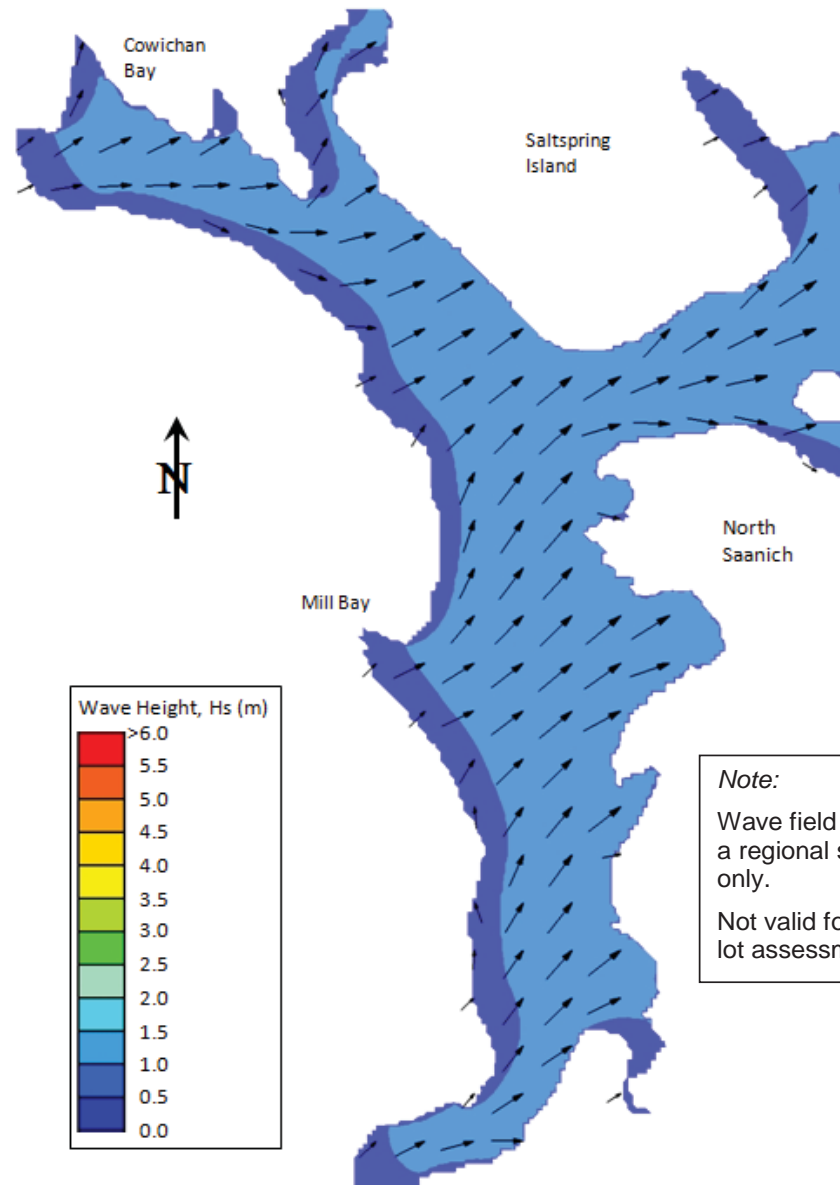 Cowichan
Bay
Saltspring
Island
N
North
Saanich
Mill Bay
Wave Height, Hs (m)
>6.0
5.5
5.0
4.5
4.0
3.5
3.0
2.5
2.0
1.5
1.0
0.5
0.0
Note:
Wave field
a regional
only.
Not valid
lot